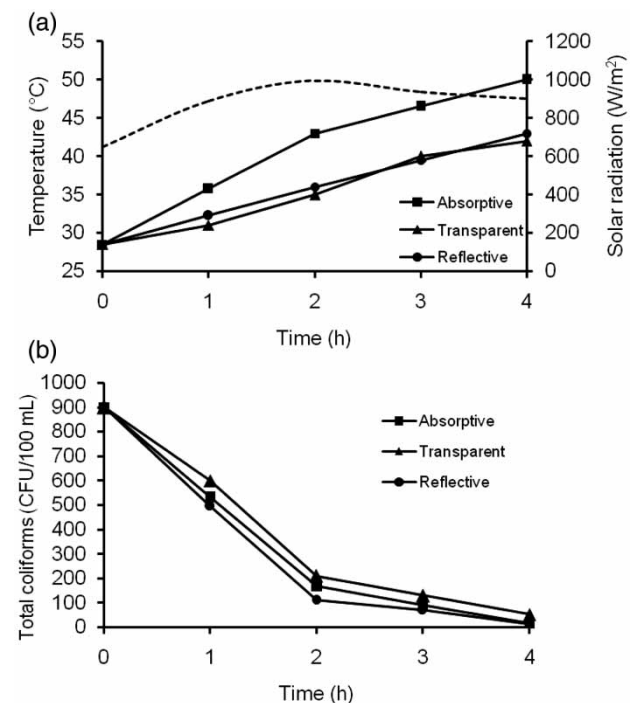 (a)
55
50
45
40
35
30
25
Temperature (°C)
1200
1000
800
600
400
200
0
Solar radiation (W/m²)
Absorptive
Transparent
Reflective
0 1 2 3 4
Time (h)
(b)
1000
900
800
700
600
500
400
300
200
100
0
Total coliforms (CFU/100 mL)
Absorptive
Transparent
Reflective
0 1 2 3 4
Time (h)